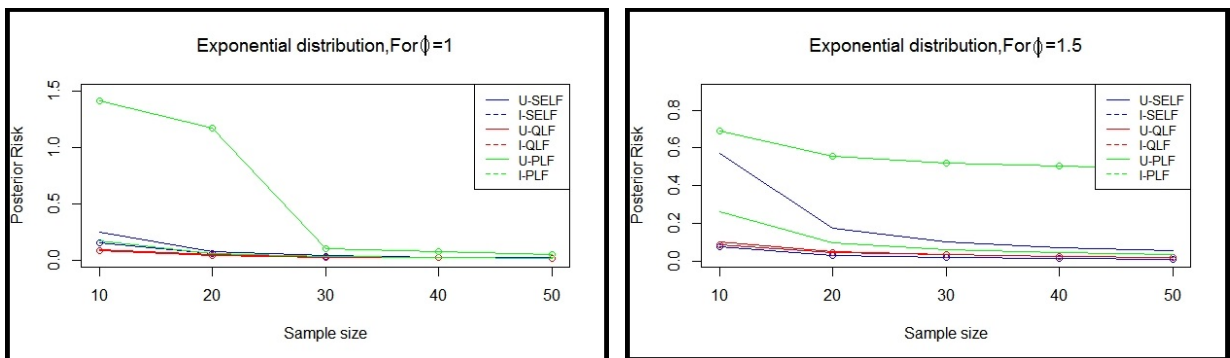 Exponential distribution,For ϕ=1
Posterior Risk
1.5
1.0
0.5
0.0
10 20 30 40 50
Sample size
U-SELF
I-SELF
U-QLF
I-QLF
U-PLF
I-PLF
Exponential distribution,For ϕ=1.5
Posterior Risk
0.8
0.6
0.4
0.2
0.0
10 20 30 40 50
Sample size
U-SELF
I-SELF
U-QLF
I-QLF
U-PLF
I-PLF